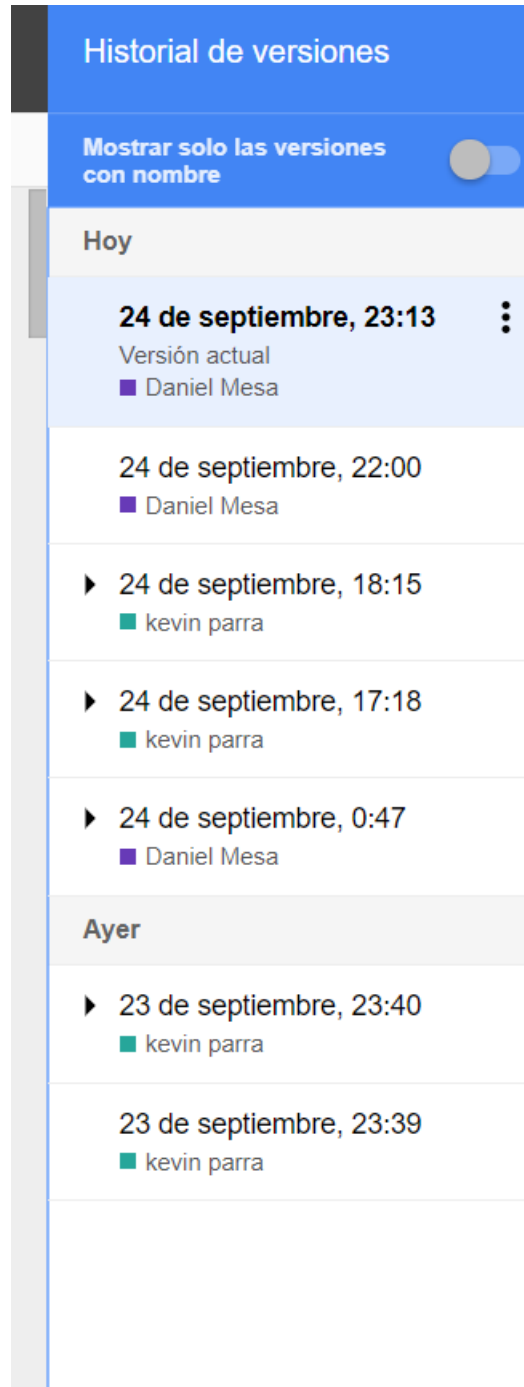 Historial de versiones
Mostrar solo las versiones
con nombre
Hoy
24 de septiembre, 23:13
Versión actual
Daniel Mesa
24 de septiembre, 22:00
Daniel Mesa
24 de septiembre, 18:15
kevin parra
24 de septiembre, 17:18
kevin parra
24 de septiembre, 0:47
Daniel Mesa
Ayer
23 de septiembre, 23:40
kevin parra
23 de septiembre, 23:39
kevin parra